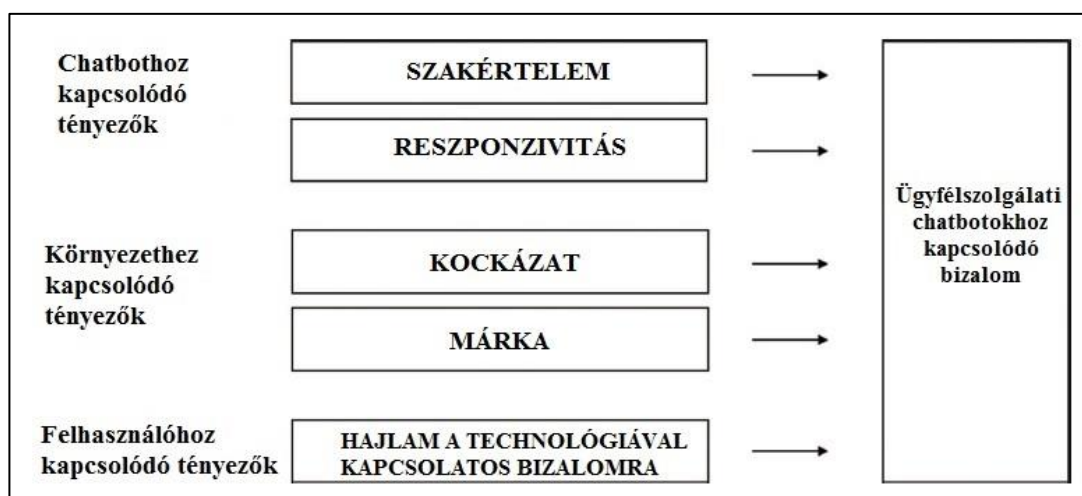 Chatbothoz
kapcsolódó
tényezők
SZAKÉRTELEM
RESZPONZIVITÁS
Környezethez
kapcsolódó
tényezők
KOCKÁZAT
MÁRKA
Felhasználóhoz
kapcsolódó tényezők
HAJLAM A TECHNOLÓGIÁVAL
KAPCSOLATOS BIZALOMRA
Ügyfélszolgálati
chatbotokhoz
kapcsolódó
bizalom